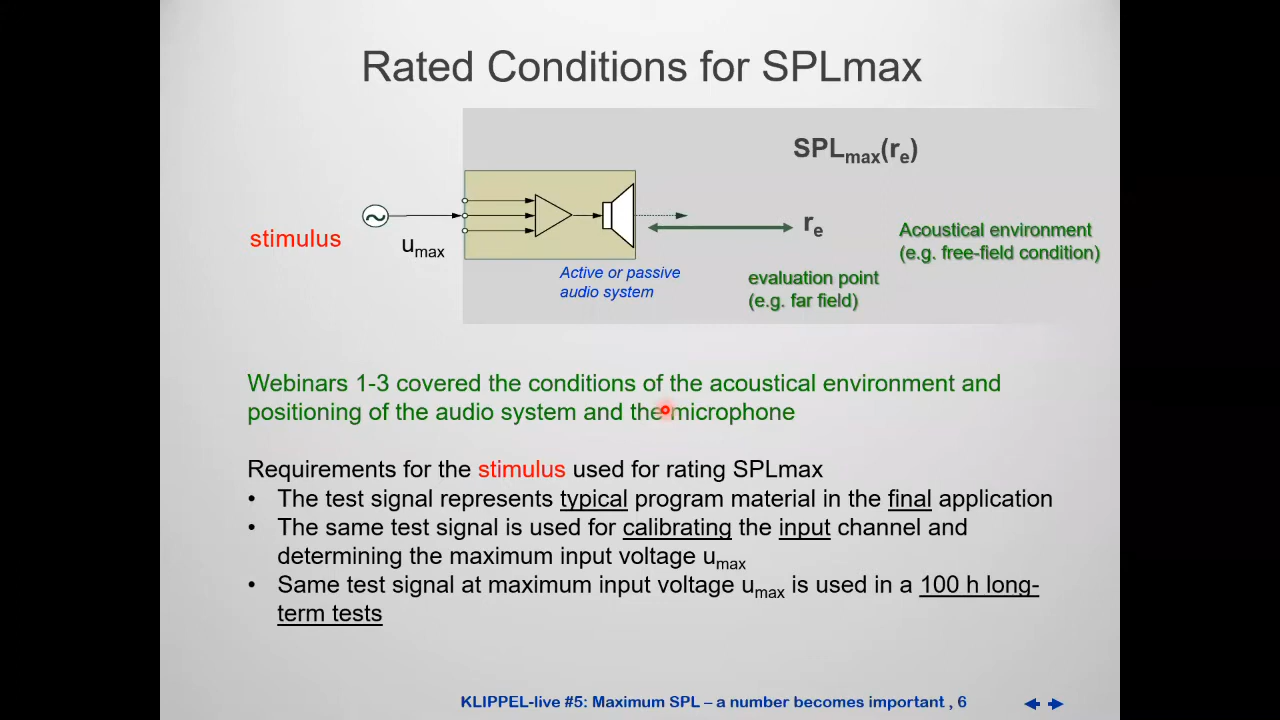 Rated Conditions for SPLmax
SPLmax(re)
stimulus
umax
re
Acoustical environment
(e.g. free-field condition)
Active or passive
audio system
evaluation point
(e.g. far field)
Webinars 1-3 covered the conditions of the acoustical environment and
positioning of the audio system and the microphone
Requirements for the stimulus used for rating SPLmax
• The test signal represents typical program material in the final application
• The same test signal is used for calibrating the input channel and
determining the maximum input voltage umax
• Same test signal at maximum input voltage umax is used in a 100 h long-
term tests
KLIPPEL-live #5: Maximum SPL – a number becomes important , 6